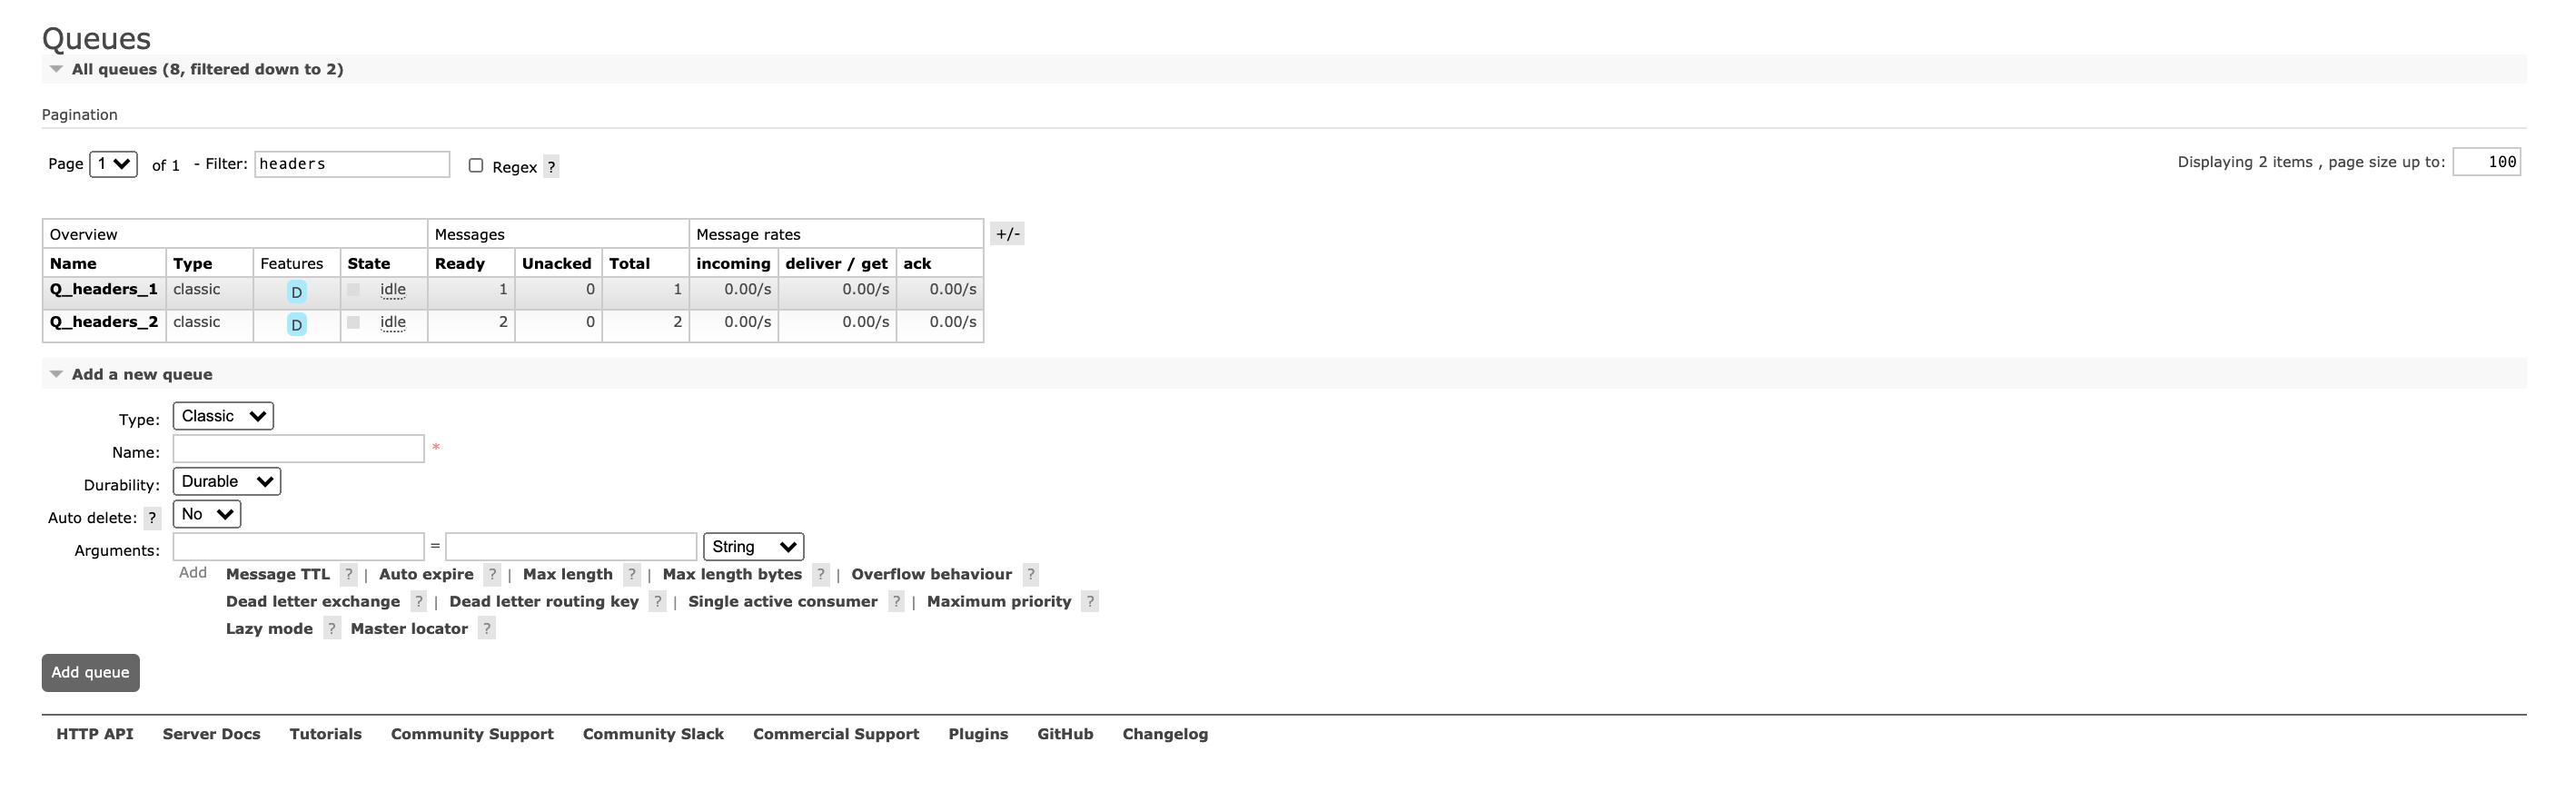 Queues
All queues (8, filtered down to 2)
Pagination
Page 1 of 1 - Filter: headers Regex ? Displaying 2 items , page size up to: 100
Overview Messages Message rates +/-
Name Type Features State Ready Unacked Total incoming deliver / get ack
Q_headers_1 classic D idle 1 0 1 0.00/s 0.00/s 0.00/s
Q_headers_2 classic D idle 2 0 2 0.00/s 0.00/s 0.00/s
Add a new queue
Type: Classic
Name: *
Durability: Durable
Auto delete: ? No
Arguments: = String
Add Message TTL ? | Auto expire ? | Max length ? | Max length bytes ? | Overflow behaviour ?
Dead letter exchange ? | Dead letter routing key ? | Single active consumer ? | Maximum priority ?
Lazy mode ? Master locator ?
Add queue
HTTP API Server Docs Tutorials Community Support Community Slack Commercial Support Plugins GitHub Changelog